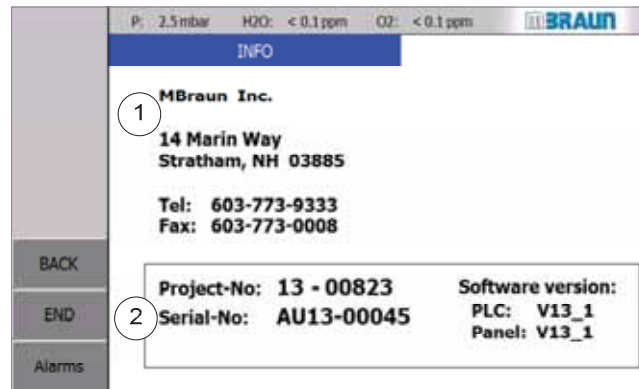 P: 2.5 mbar H2O: < 0.1 ppm O2: < 0.1 ppm MBRAUN
INFO
1
MBraun Inc.
14 Marin Way
Stratham, NH 03885
Tel: 603-773-9333
Fax: 603-773-0008
BACK
END
Alarms
2
Project-No: 13 - 00823
Serial-No: AU13-00045
Software version:
PLC: V13_1
Panel: V13_1